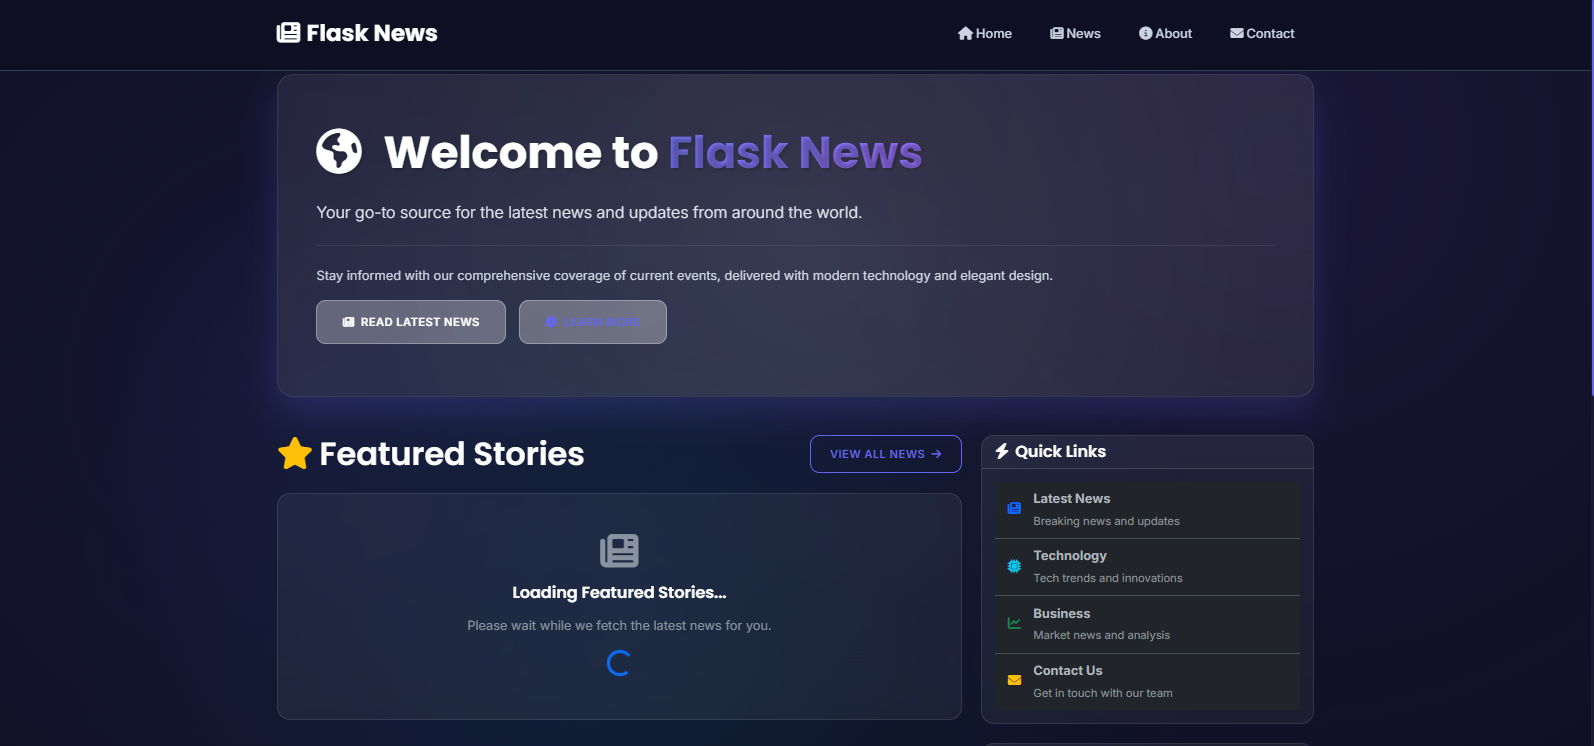 Flask News
Home
News
About
Contact
Welcome to Flask News
Your go-to source for the latest news and updates from around the world.
Stay informed with our comprehensive coverage of current events, delivered with modern technology and elegant design.
READ LATEST NEWS
LEARN MORE
Featured Stories
VIEW ALL NEWS →
Loading Featured Stories...
Please wait while we fetch the latest news for you.
Quick Links
Latest News
Breaking news and updates
Technology
Tech trends and innovations
Business
Market news and analysis
Contact Us
Get in touch with our team